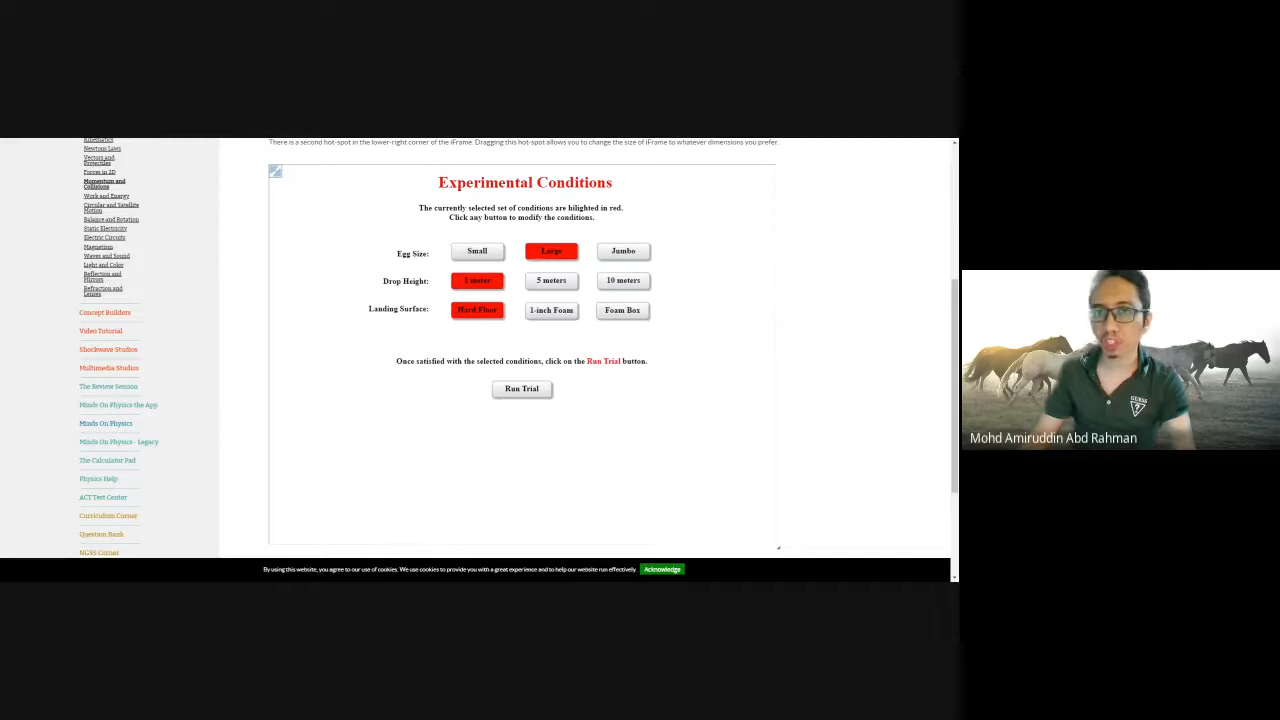 There is a second hot-spot in the lower-right corner of the iFrame. Dragging this hot-spot allows you to change the size of iFrame to whatever dimensions you prefer.
Kinematics
Newtons Laws
Vectors and
Projectiles
Forces in 2D
Momentum and
Collisions
Work and Energy
Circular and Satellite
Motion
Balance and Rotation
Static Electricity
Electric Circuits
Magnetism
Waves and Sound
Light and Color
Reflection and
Mirrors
Refraction and
Lenses
Concept Builders
Video Tutorial
Shockwave Studios
Multimedia Studios
The Review Session
Minds On Physics the App
Minds On Physics
Minds On Physics - Legacy
The Calculator Pad
Physics Help
ACT Test Center
Curriculum Corner
Question Bank
NGSS Corner
Experimental Conditions
The currently selected set of conditions are hilighted in red.
Click any button to modify the conditions.
Egg Size: Small Large Jumbo
Drop Height: 1 meter 5 meters 10 meters
Landing Surface: Hard Floor 1-inch Foam Foam Box
Once satisfied with the selected conditions, click on the Run Trial button.
Run Trial
By using this website, you agree to our use of cookies. We use cookies to provide you with a great experience and to help our website run effectively. Acknowledge
GUESS
?
Mohd Amiruddin Abd Rahman